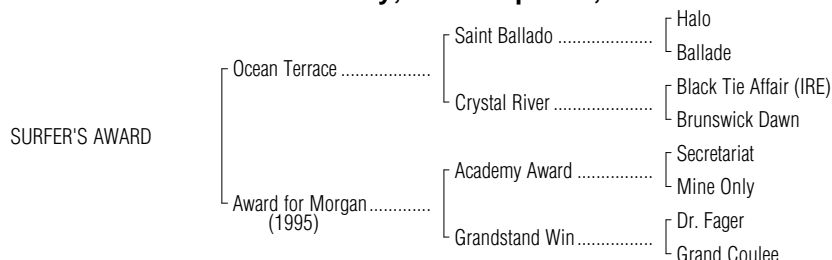 Halo
Saint Ballado ...................
Ballade
Ocean Terrace ..................
Black Tie Affair (IRE)
Crystal River ....................
Brunswick Dawn
SURFER'S AWARD
Secretariat
Academy Award ................
Mine Only
Award for Morgan.............
(1995)
Dr. Fager
Grandstand Win...............
Grand Coulee